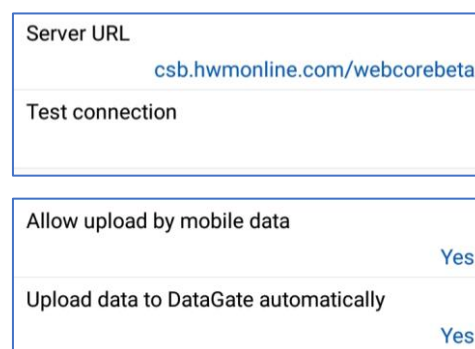 Server URL
csb.hwmonline.com/webcorebeta
Test connection
Allow upload by mobile data
Yes
Upload data to DataGate automatically
Yes